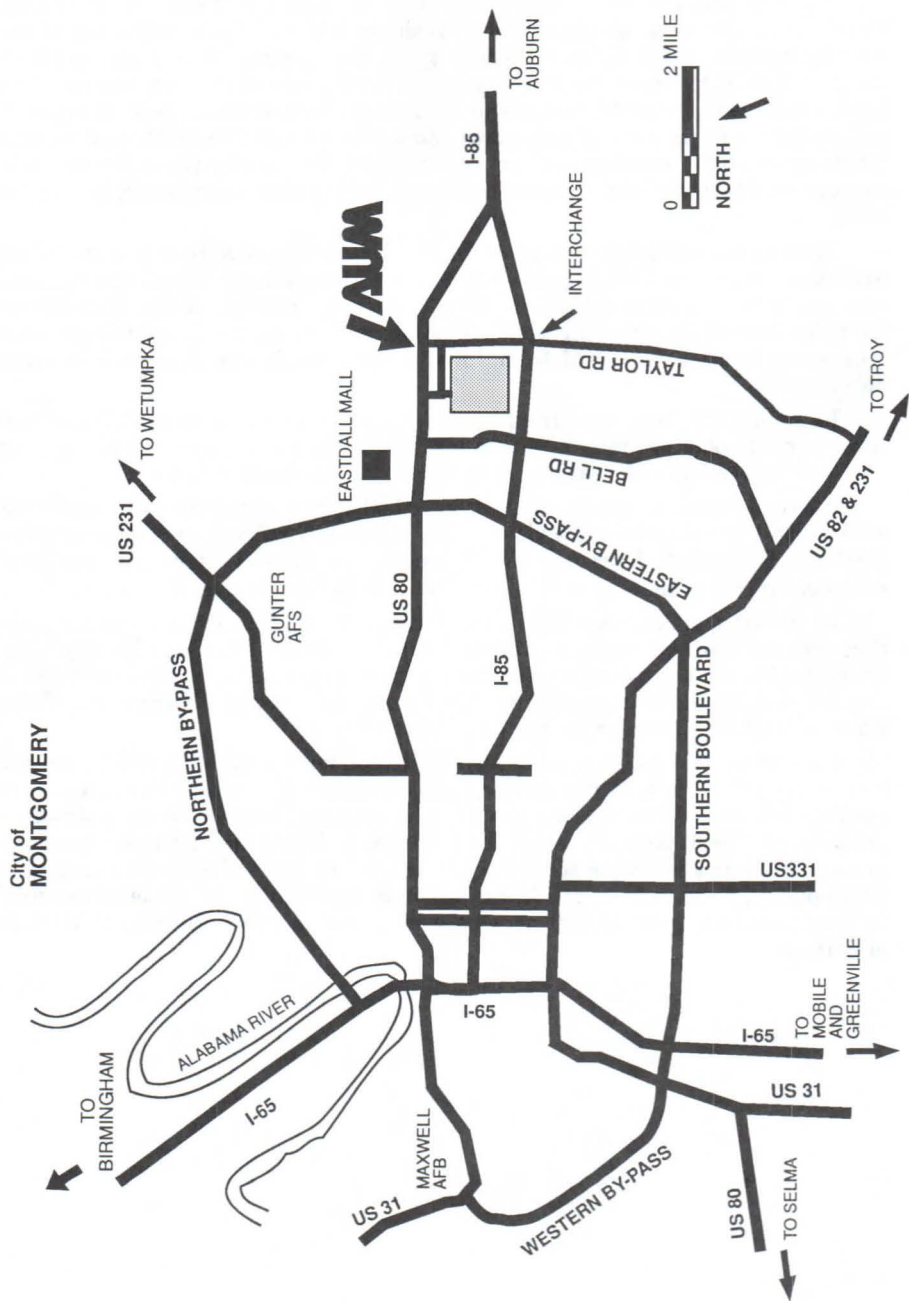 City of
MONTGOMERY
TO
BIRMINGHAM
I-65
ALABAMA RIVER
NORTHERN BY-PASS
US 231
TO WETUMPKA
GUNTER
AFS
EASTDALL MALL
AUM
I-85
TO
AUBURN
US 31
MAXWELL
AFB
US 80
I-85
I-65
INTERCHANGE
TAYLOR RD
BELL RD
EASTERN BY-PASS
WESTERN BY-PASS
SOUTHERN BOULEVARD
US331
US 82 & 231
TO TROY
I-65
TO
MOBILE
AND
GREENVILLE
US 31
US 80
TO SELMA
0 2 MILE
NORTH